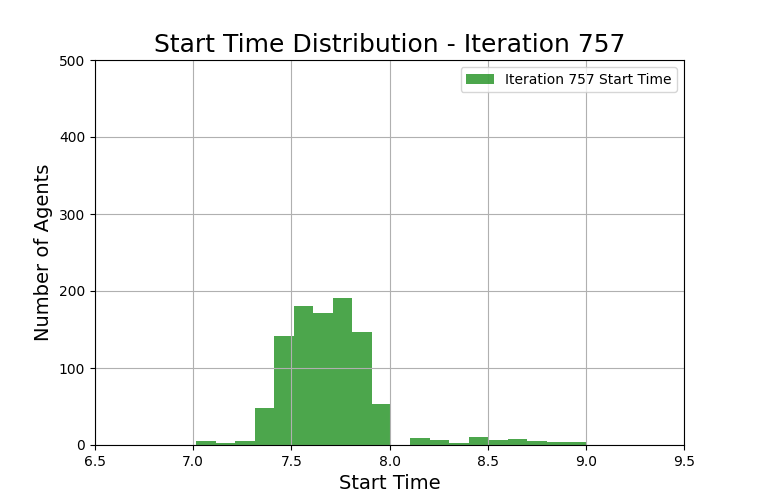 Start Time Distribution - Iteration 757
Iteration 757 Start Time
Number of Agents
500
400
300
200
100
0
6.5 7.0 7.5 8.0 8.5 9.0 9.5
Start Time